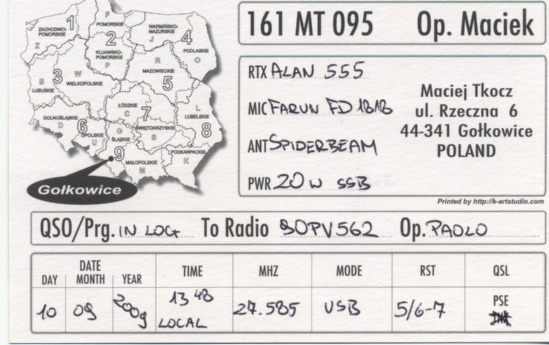 161 MT 095 Op. Maciek
1 ZACHODNIO-POMORSKIE Z
F POMORSKIE
2 KUJAWSKO-POMORSKIE P
WARMIŃSKO-MAZURSKIE J
4 PODLASKIE O
3 WIELKOPOLSKIE
B LUBUSKIE
R MAZOWIECKIE 5
ŁÓDZKIE C
7
L LUBELSKIE 8
DOLNOŚLĄSKIE D
6 OPOLSKIE U
ŚLĄSKIE G
ŚWIĘTOKRZYSKIE S
9 MAŁOPOLSKIE M
PODKARPACKIE K
Gołkowice
RTX ALAN 555
MIC FARUN FD 1818
ANT SPIDERBEAM
PWR 20 W SSB
Maciej Tkocz
ul. Rzeczna 6
44-341 Gołkowice
POLAND
Printed by http://k-artstudio.com
QSO/Prg. IN LOG To Radio 30PV562 Op. PAOLO
DAY DATE MONTH YEAR TIME MHZ MODE RST QSL
10 09 2009 13 48 LOCAL 27.585 USB 5/6-7 PSE